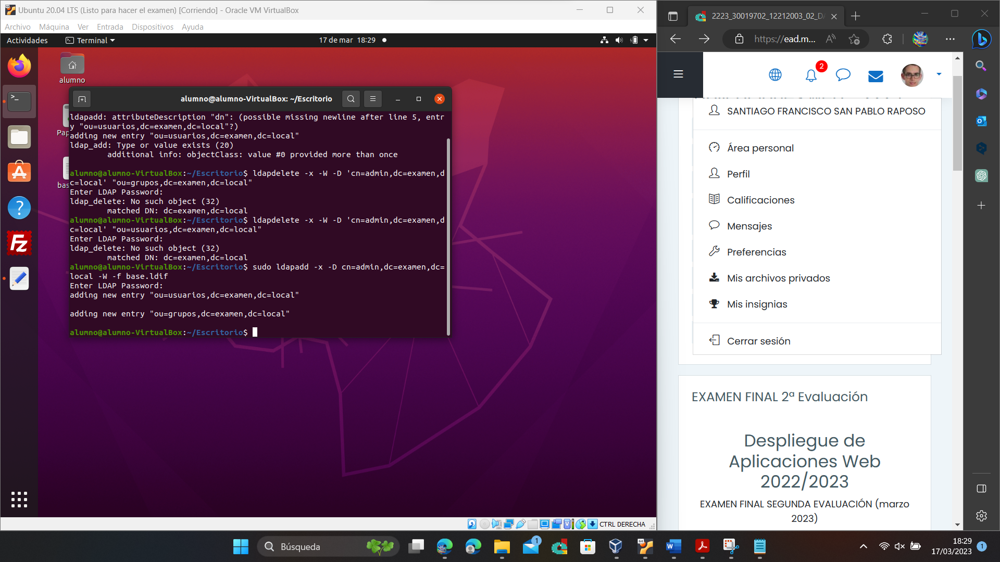 Ubuntu 20.04 LTS (Listo para hacer el examen) [Corriendo] - Oracle VM VirtualBox
Archivo Máquina Ver Entrada Dispositivos Ayuda
Actividades Terminal 17 de mar 18:29
alumno
alumno@alumno-VirtualBox: ~/Escritorio
ldapadd: attributeDescription "dn": (possible missing newline after line 5, entr
y "ou=usuarios,dc=examen,dc=local"?)
adding new entry "ou=usuarios,dc=examen,dc=local"
ldap_add: Type or value exists (20)
additional info: objectClass: value #0 provided more than once
alumno@alumno-VirtualBox:~/Escritorio$ ldapdelete -x -W -D 'cn=admin,dc=examen,d
c=local' "ou=grupos,dc=examen,dc=local"
Enter LDAP Password:
ldap_delete: No such object (32)
matched DN: dc=examen,dc=local
alumno@alumno-VirtualBox:~/Escritorio$ ldapdelete -x -W -D 'cn=admin,dc=examen,d
c=local' "ou=usuarios,dc=examen,dc=local"
Enter LDAP Password:
ldap_delete: No such object (32)
matched DN: dc=examen,dc=local
alumno@alumno-VirtualBox:~/Escritorio$ sudo ldapadd -x -D cn=admin,dc=examen,dc=
local -W -f base.ldif
Enter LDAP Password:
adding new entry "ou=usuarios,dc=examen,dc=local"
adding new entry "ou=grupos,dc=examen,dc=local"
alumno@alumno-VirtualBox:~/Escritorio$
Pap
bas
CTRL DERECHA
2223_30019702_12212003_02_DA
https://ead.m...
2
SANTIAGO FRANCISCO SAN PABLO RAPOSO
Área personal
Perfil
Calificaciones
Mensajes
Preferencias
Mis archivos privados
Mis insignias
Cerrar sesión
EXAMEN FINAL 2ª Evaluación
Despliegue de
Aplicaciones Web
2022/2023
EXAMEN FINAL SEGUNDA EVALUACIÓN (marzo
2023)
Búsqueda
1
18:29
17/03/2023
1